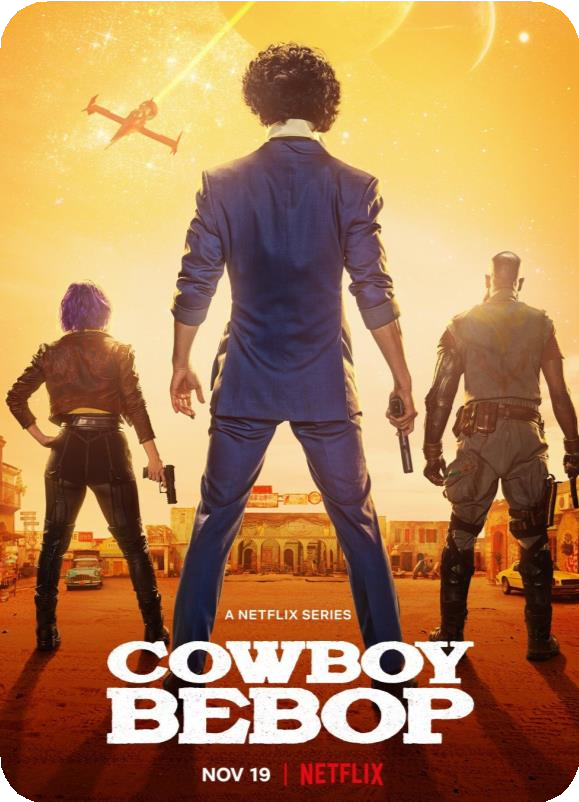 A NETFLIX SERIES
COWBOY
BEBOP
NOV 19 | NETFLIX